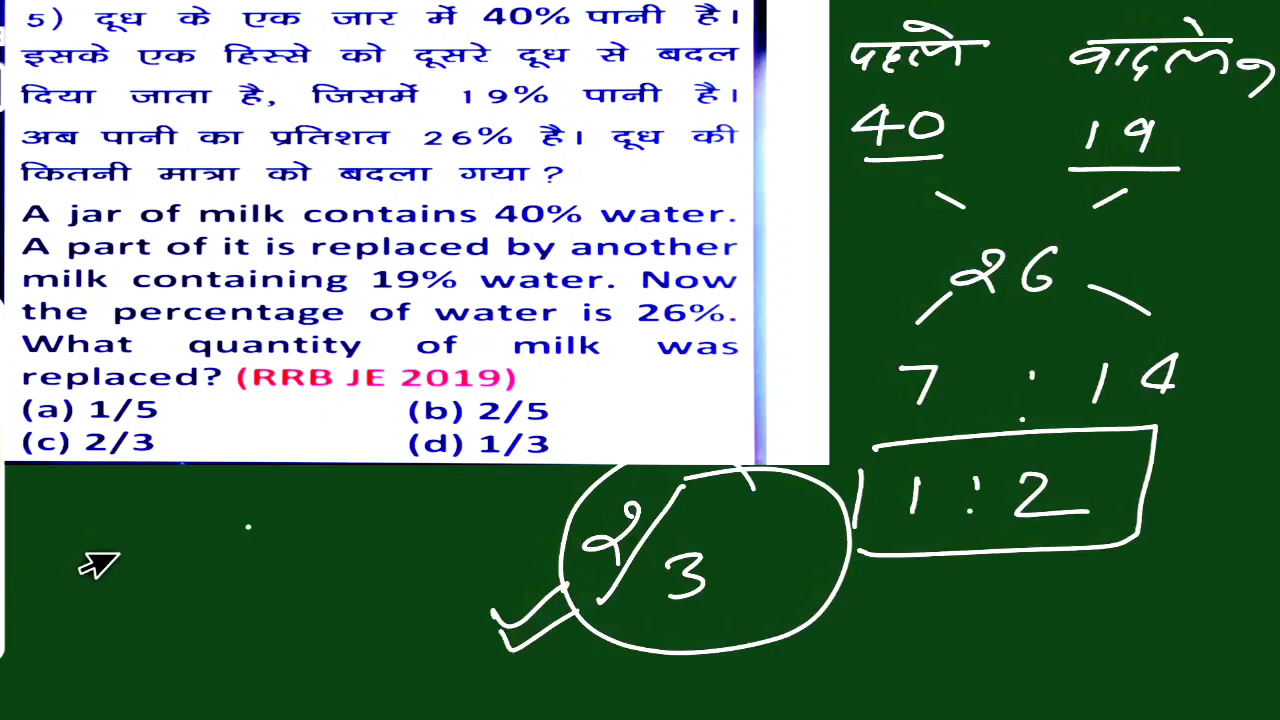 5) दूध के एक जार में 40% पानी है।
इसके एक हिस्से को दूसरे दूध से बदल
दिया जाता है, जिसमें 19% पानी है।
अब पानी का प्रतिशत 26% है। दूध की
कितनी मात्रा को बदला गया ?
A jar of milk contains 40% water.
A part of it is replaced by another
milk containing 19% water. Now
the percentage of water is 26%.
What quantity of milk was
replaced? (RRB JE 2019)
(a) 1/5 (b) 2/5
(c) 2/3 (d) 1/3
पहले
40 19
26
7 : 14
1 : 2
2/3